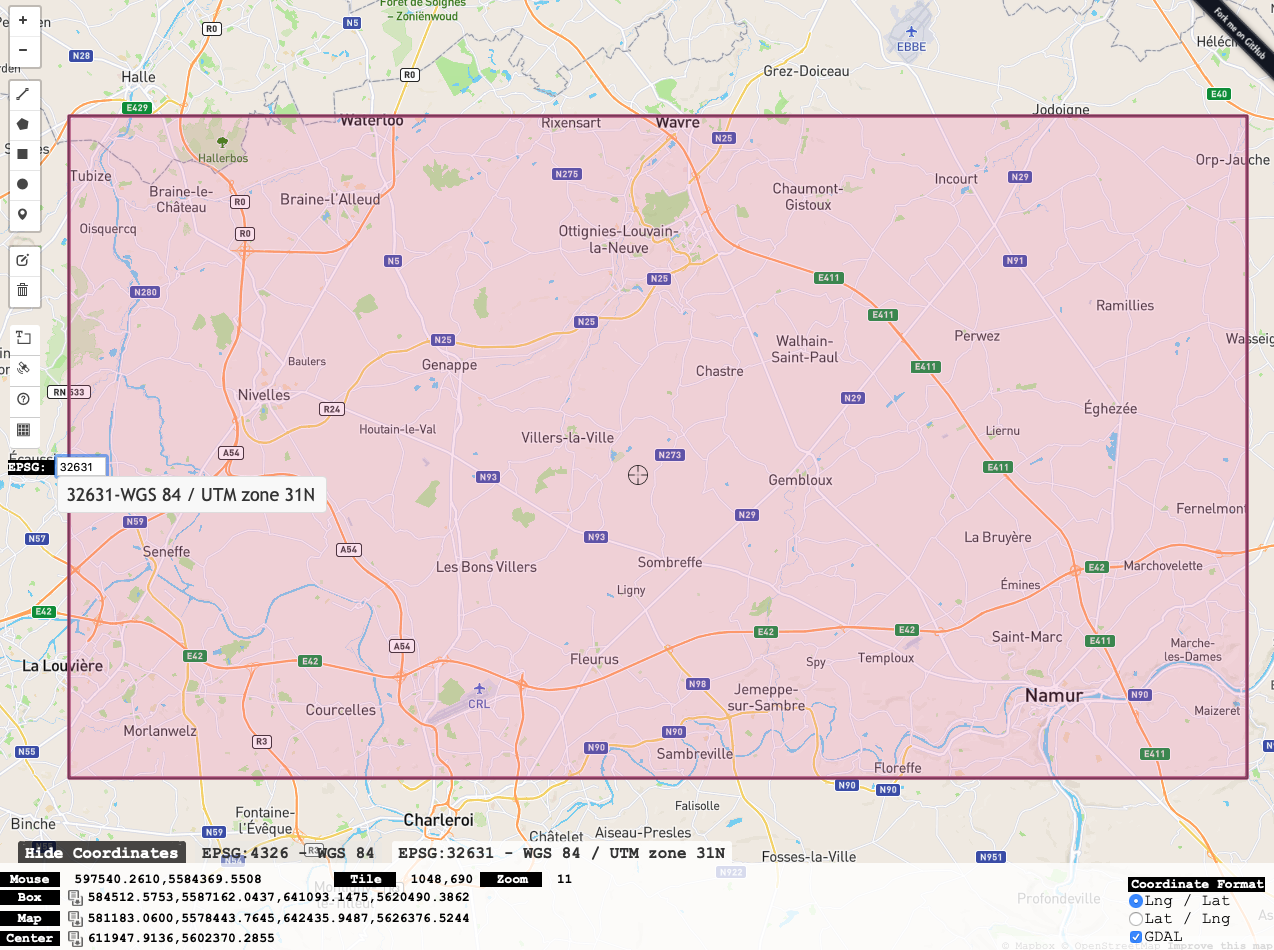 Forêt de Soignes
– Zoniënwoud
Fork me on GitHub
+
N5
R0
EBBE
−
N28
Halle
R0
Grez-Doiceau
E429
E40
Jodoigne
Waterloo
Rixensart
Wavre
N25
Hallerbos
Orp-Jauche
Tubize
N275
Incourt
N29
Braine-le-
Château
Braine-l'Alleud
Chaumont-
Gistoux
R0
Oisquercq
R0
Ottignies-Louvain-
la-Neuve
N5
N91
N25
E411
N280
Ramillies
N25
E411
Perwez
N25
Walhain-
Saint-Paul
Baulers
Genappe
Chastre
E411
RN 533
Nivelles
N29
R24
Éghezée
Houtain-le-Val
Villers-la-Ville
Liernu
A54
N273
EPSG: 32631
E411
N93
Gembloux
32631-WGS 84 / UTM zone 31N
Fernelmont
N59
N29
N57
N93
La Bruyère
Seneffe
A54
Les Bons Villers
Sombreffe
E42
Marchovelette
Ligny
Émines
E42
E42
E42
Saint-Marc
E411
A54
Marche-
les-Dames
La Louvière
E42
E42
Fleurus
Spy
Temploux
N98
CRL
Jemeppe-
sur-Sambre
Namur
N90
Courcelles
Maizeret
Morlanwelz
N90
R3
N90
Sambreville
E411
N55
Floreffe
N90
N90
Falisolle
Fontaine-
l'Évêque
Binche
Charleroi
N59
Châtelet
Aiseau-Presles
Fosses-la-Ville
N951
Hide Coordinates
EPSG:4326 - WGS 84
EPSG:32631 - WGS 84 / UTM zone 31N
N922
Mouse 597540.2610,5584369.5508
Tile 1048,690
Zoom 11
Box 584512.5753,5587162.0437,641093.1475,5620490.3862
Map 581183.0600,5578443.7645,642435.9487,5626376.5244
Center 611947.9136,5602370.2855
Profondeville
Coordinate Format
Lng / Lat
Lat / Lng
GDAL
© Mapbox © OpenStreetMap Improve this map